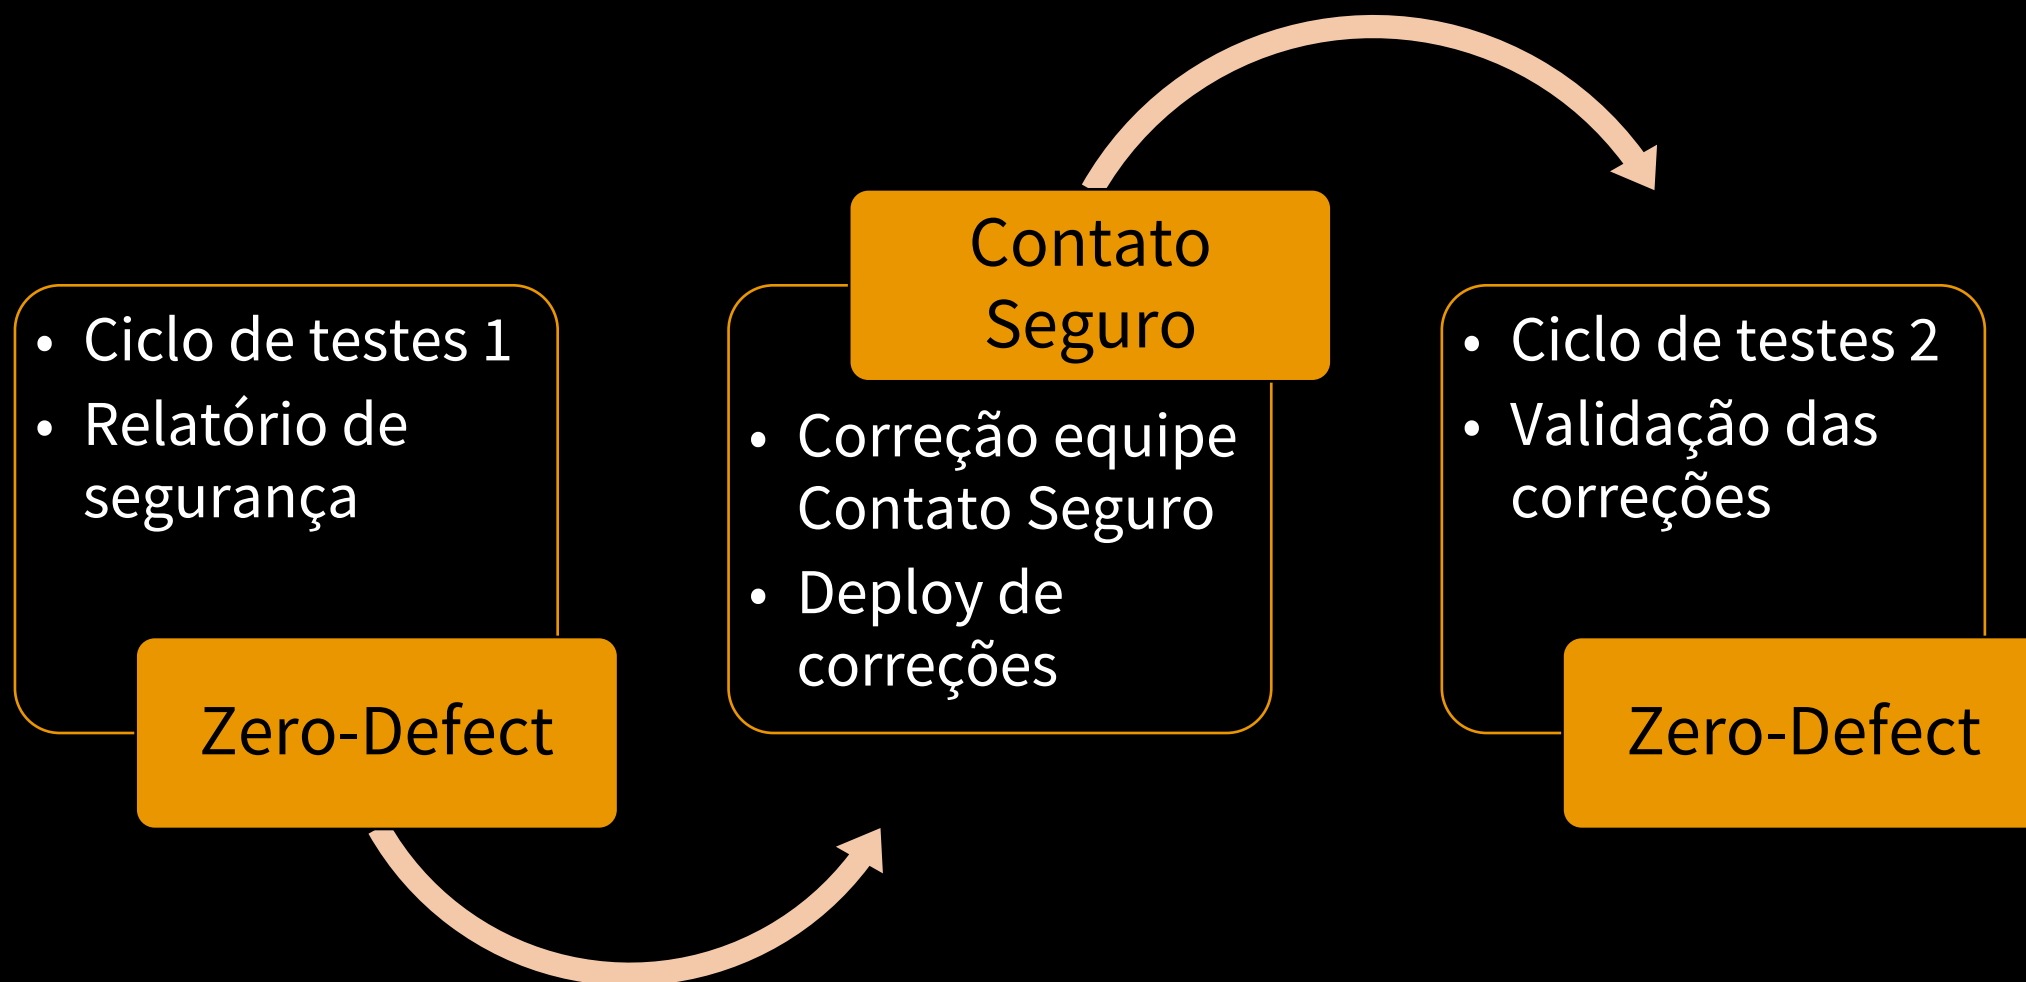 • Ciclo de testes 1
• Relatório de
segurança
Zero-Defect
Contato
Seguro
• Correção equipe
Contato Seguro
• Deploy de
correções
• Ciclo de testes 2
• Validação das
correções
Zero-Defect